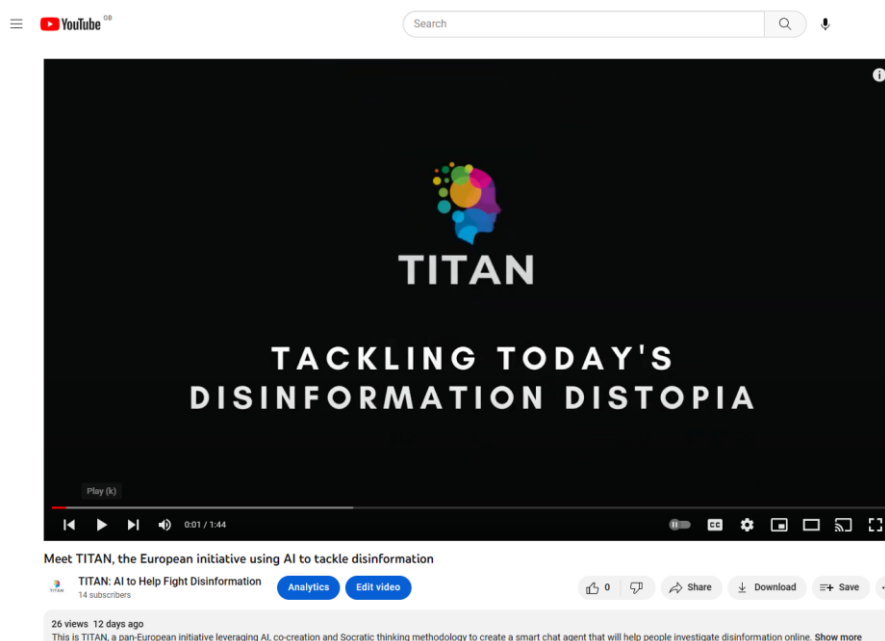 YouTube GB
Search
TITAN
TACKLING TODAY'S
DISINFORMATION DISTOPIA
Play (k)
0:01 / 1:44
CC
Meet TITAN, the European initiative using AI to tackle disinformation
TITAN
TITAN: AI to Help Fight Disinformation
14 subscribers
Analytics
Edit video
0
Share
Download
Save
26 views 12 days ago
This is TITAN, a pan-European initiative leveraging AI, co-creation and Socratic thinking methodology to create a smart chat agent that will help people investigate disinformation online. Show more